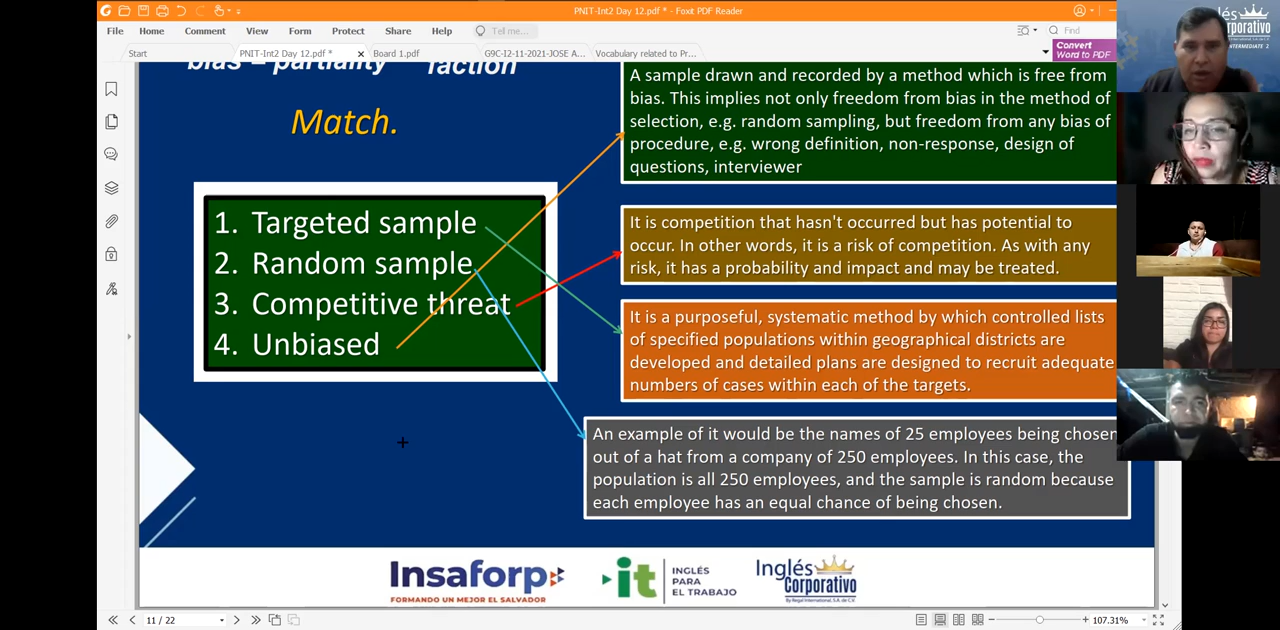 PNIT-Int2 Day 12.pdf * - Foxit PDF Reader
File Home Comment View Form Protect Share Help Tell me... Find
Start PNIT-Int2 Day 12.pdf * Board 1.pdf G9C-I2-11-2021-JOSE A... Vocabulary related to Pr...
Convert
Word to PDF
Inglés
Corporativo
INTERMEDIATE 2
bias = partiality faction
Match.
1. Targeted sample
2. Random sample
3. Competitive threat
4. Unbiased
A sample drawn and recorded by a method which is free from
bias. This implies not only freedom from bias in the method of
selection, e.g. random sampling, but freedom from any bias of
procedure, e.g. wrong definition, non-response, design of
questions, interviewer
It is competition that hasn't occurred but has potential to
occur. In other words, it is a risk of competition. As with any
risk, it has a probability and impact and may be treated.
It is a purposeful, systematic method by which controlled lists
of specified populations within geographical districts are
developed and detailed plans are designed to recruit adequate
numbers of cases within each of the targets.
An example of it would be the names of 25 employees being chosen
out of a hat from a company of 250 employees. In this case, the
population is all 250 employees, and the sample is random because
each employee has an equal chance of being chosen.
Insaforp
FORMANDO UN MEJOR EL SALVADOR
it
INGLÉS
PARA
EL TRABAJO
Inglés
Corporativo
By Regal International, S.A. de C.V.
11 / 22
107.31%